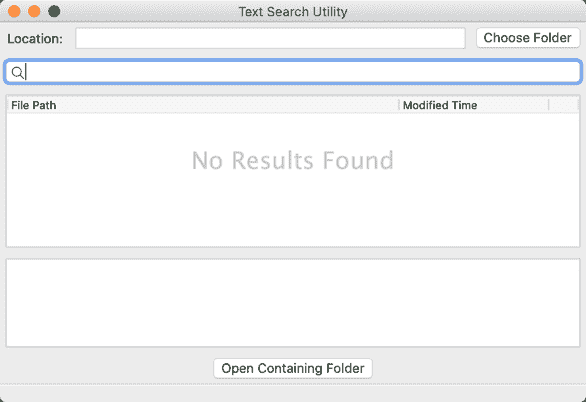 Text Search Utility
Location: Choose Folder
File Path Modified Time
No Results Found
Open Containing Folder